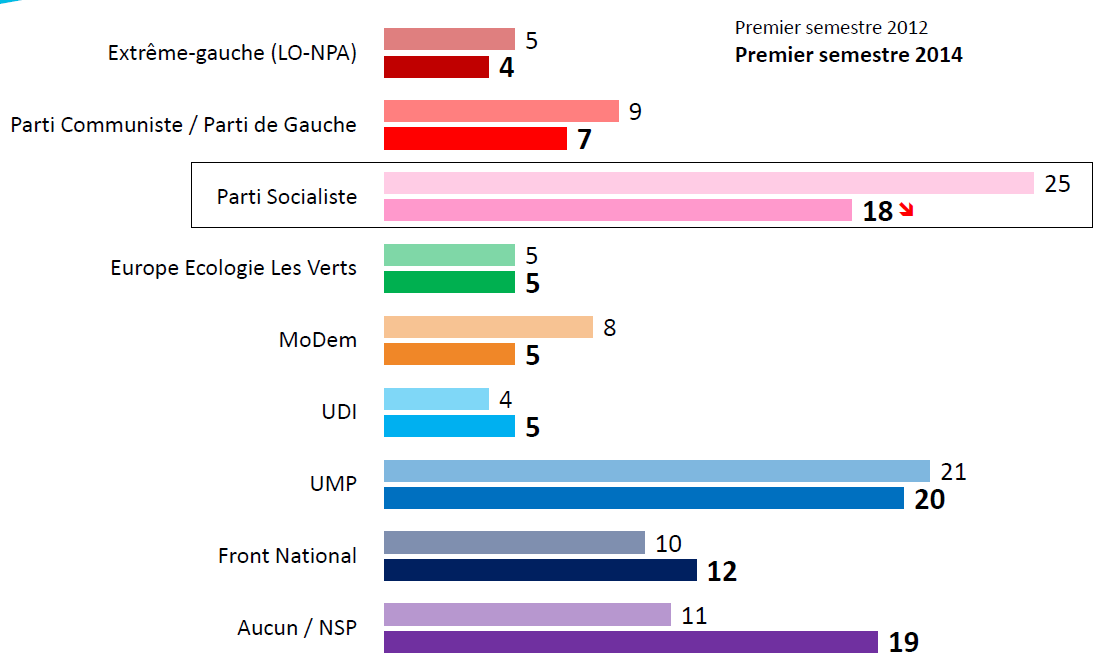 Premier semestre 2012
Premier semestre 2014
Extrême-gauche (LO-NPA)
5
4
Parti Communiste / Parti de Gauche
9
7
Parti Socialiste
25
18
Europe Ecologie Les Verts
5
5
MoDem
8
5
UDI
4
5
UMP
21
20
Front National
10
12
Aucun / NSP
11
19